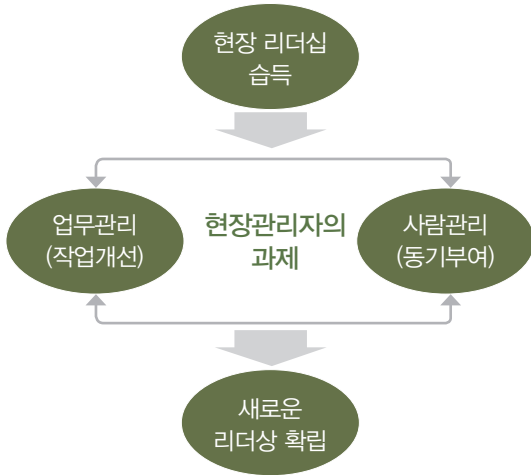 현장 리더십
습득
업무관리
(작업개선)
현장관리자의
과제
사람관리
(동기부여)
새로운
리더상 확립